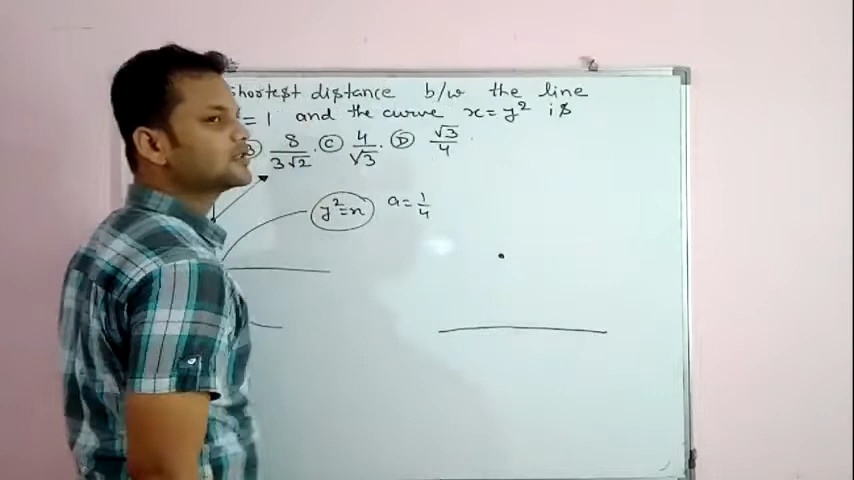 shortest distance b/w the line
= 1 and the curve x = y² is
8/3√2 . Ⓒ 4/√3 . Ⓓ √3/4 .
y² = x a = 1/4